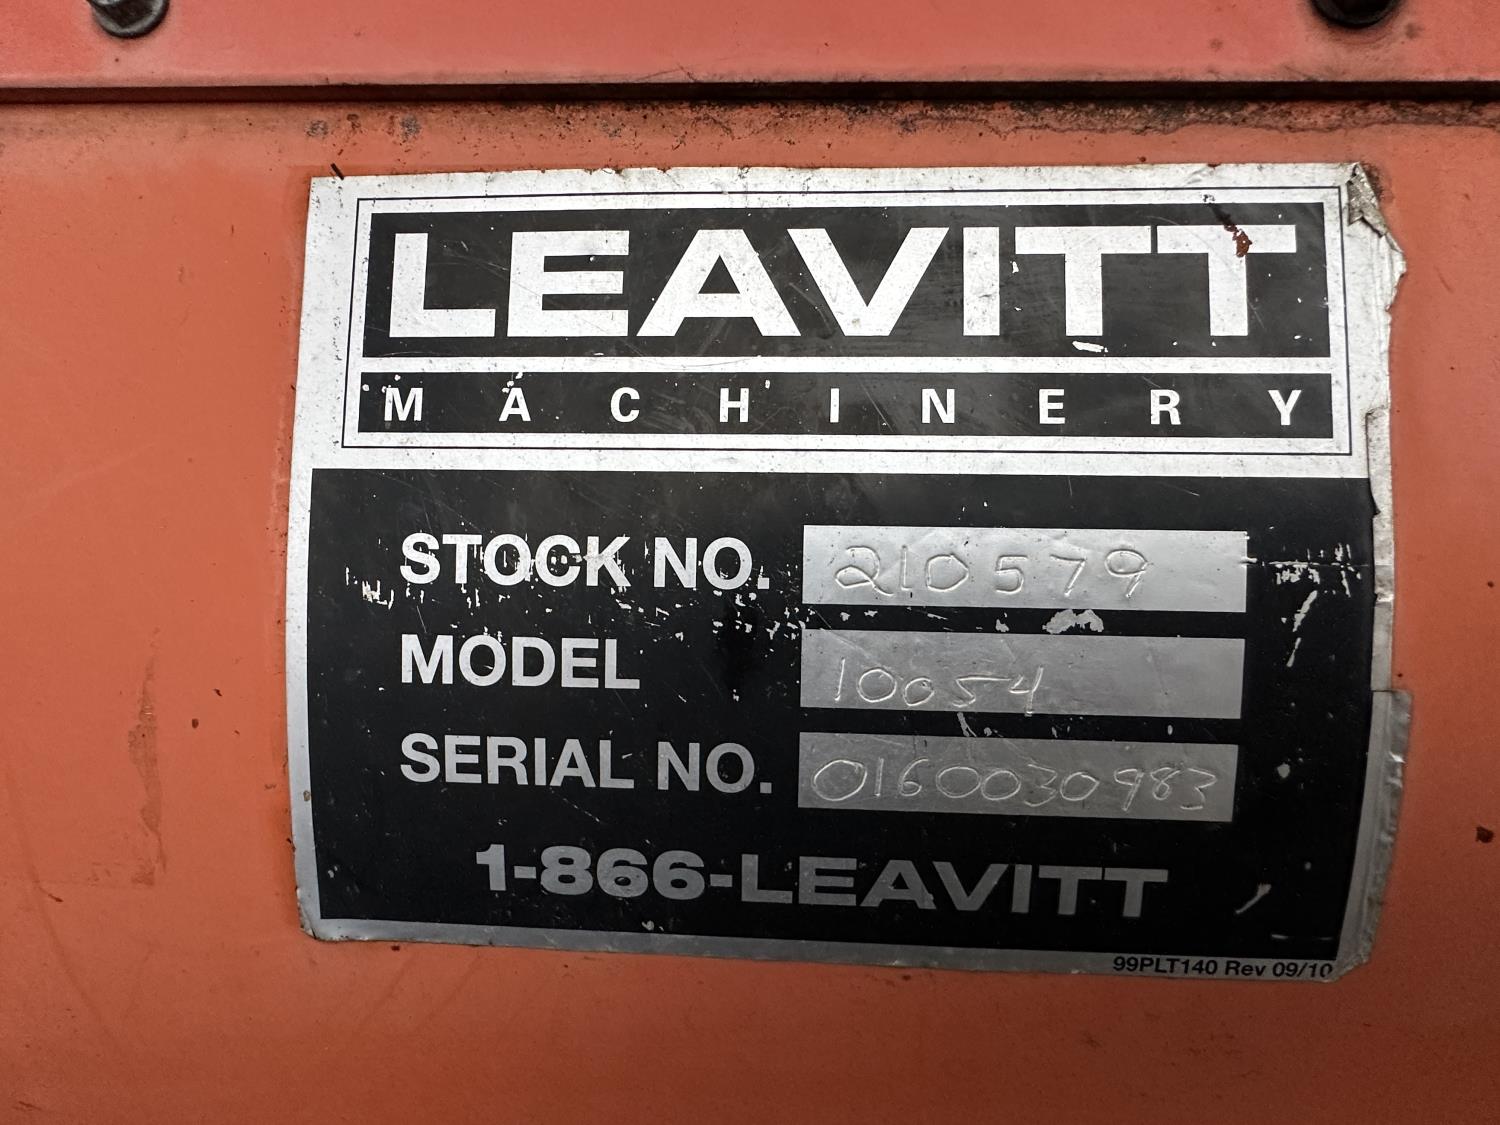 LEAVITT
MACHINERY
STOCK NO. 210579
MODEL 10054
SERIAL NO. 0160030983
1-866-LEAVITT
99PLT140 Rev 09/10